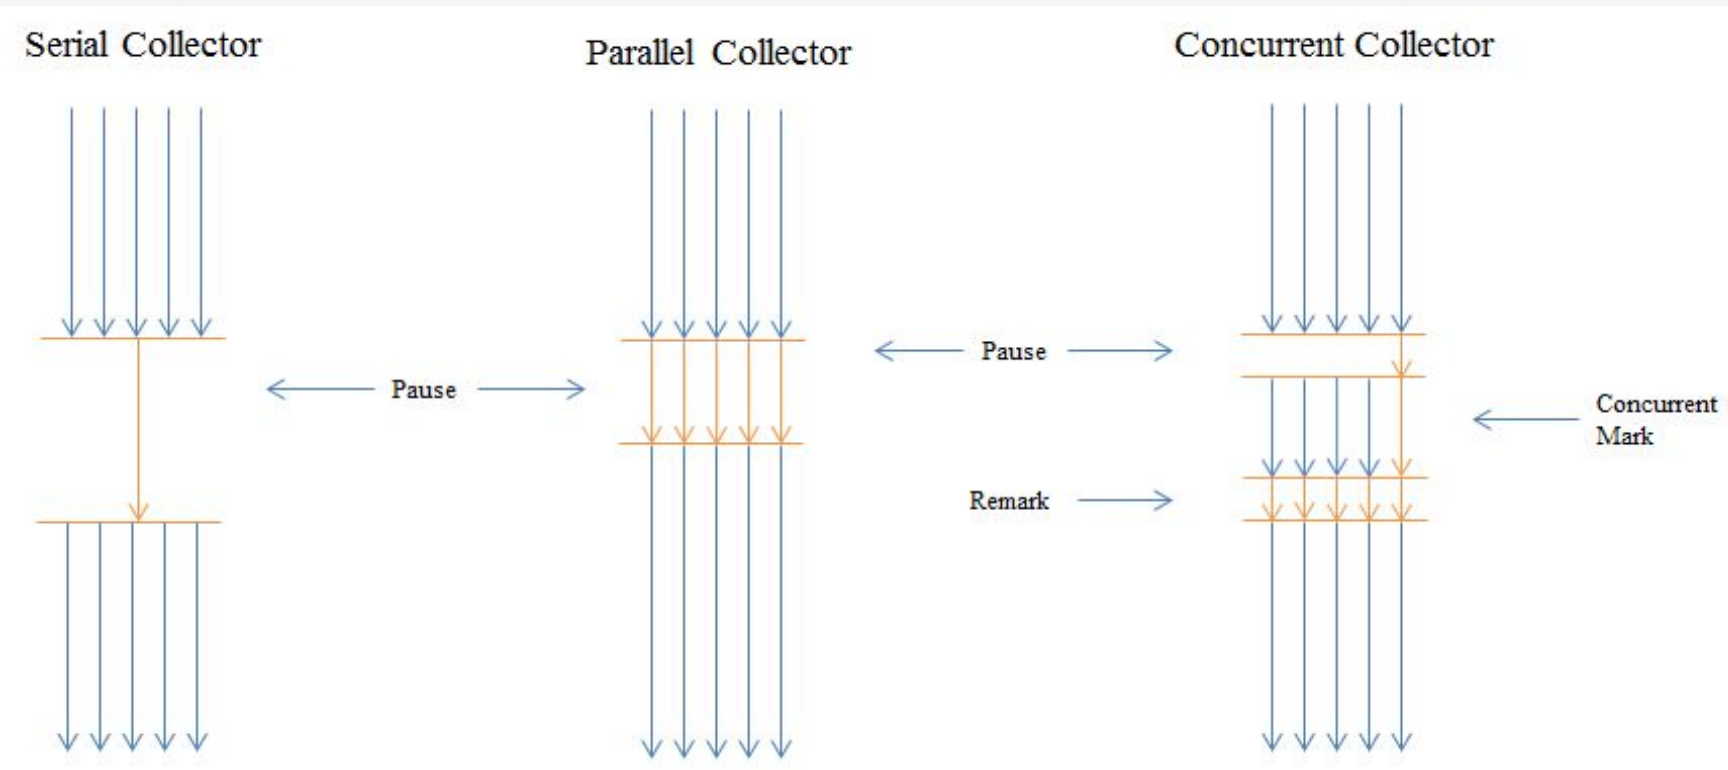 Serial Collector
Parallel Collector
Concurrent Collector
Pause
Pause
Concurrent
Mark
Remark